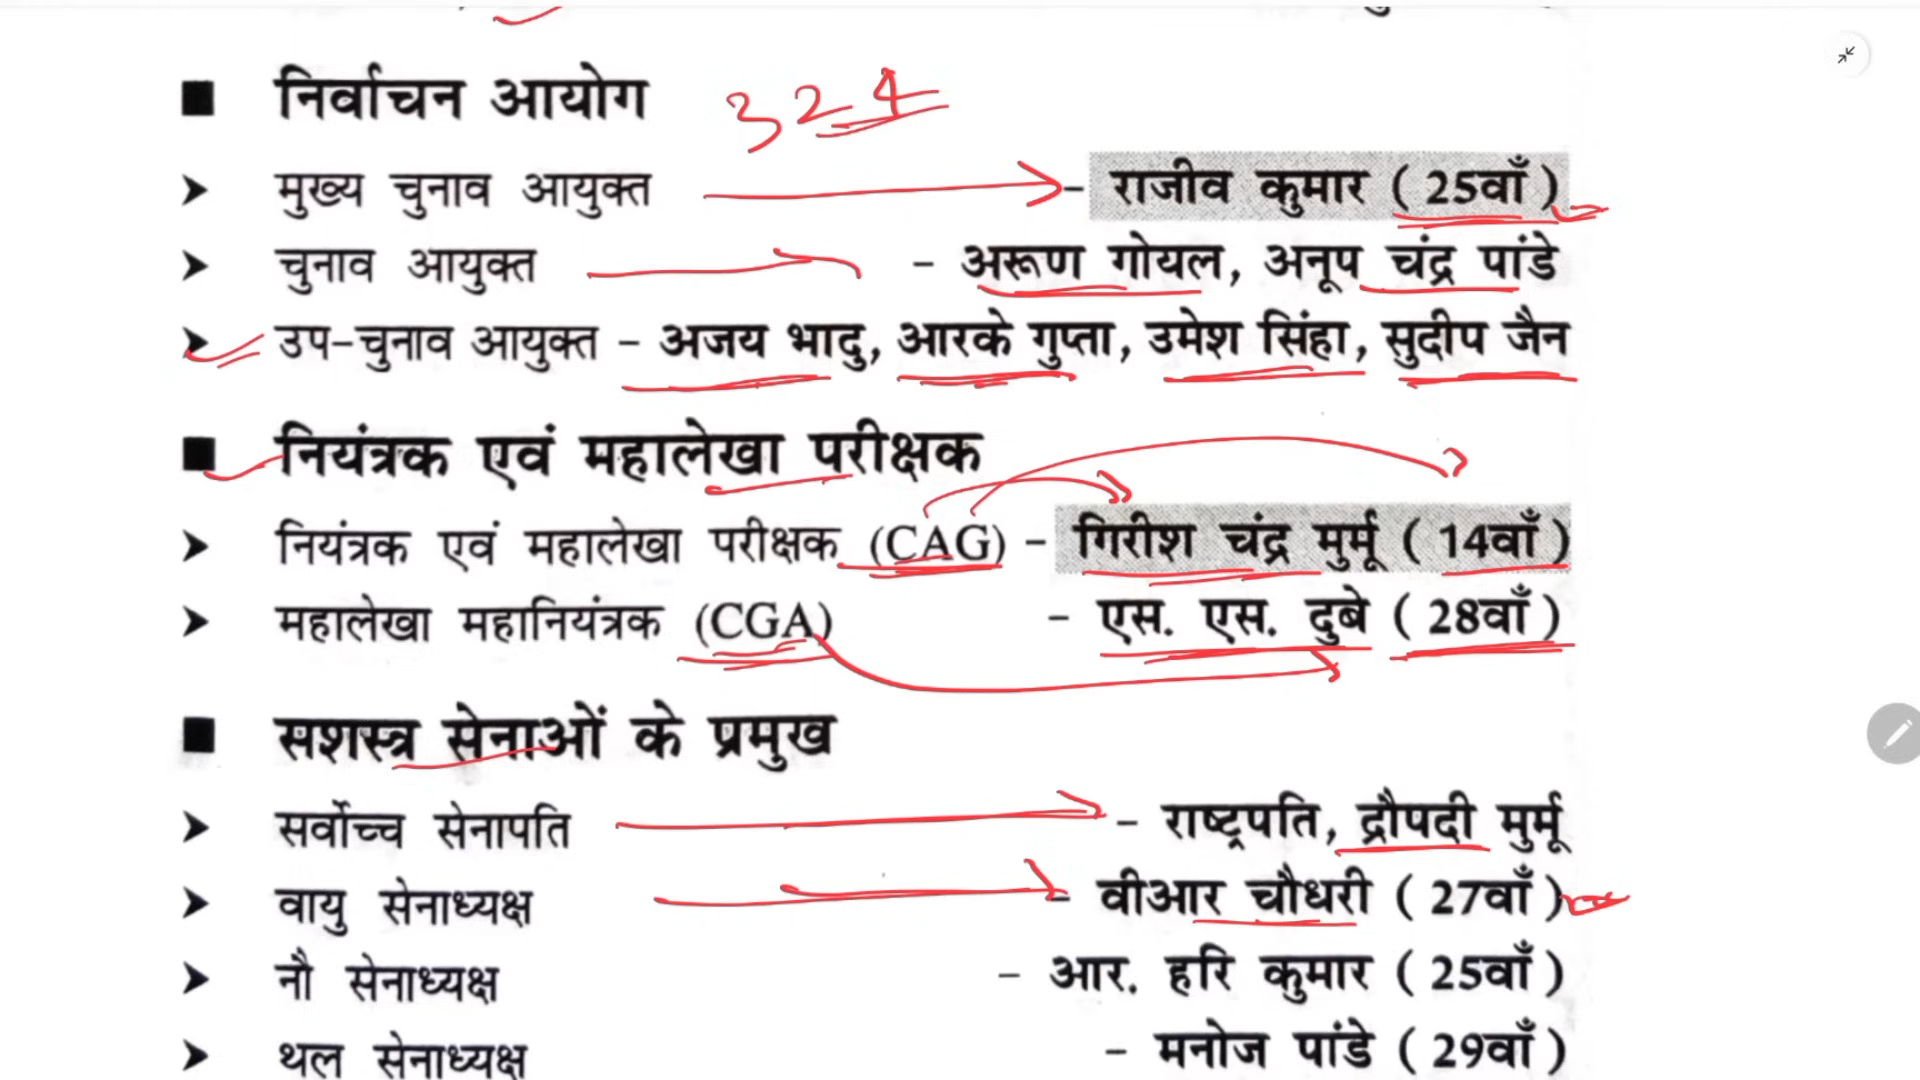 ■ निर्वाचन आयोग 324
➤ मुख्य चुनाव आयुक्त - राजीव कुमार (25वाँ)
➤ चुनाव आयुक्त - अरूण गोयल, अनूप चंद्र पांडे
➤ उप-चुनाव आयुक्त - अजय भादु, आरके गुप्ता, उमेश सिंहा, सुदीप जैन
■ नियंत्रक एवं महालेखा परीक्षक
➤ नियंत्रक एवं महालेखा परीक्षक (CAG) - गिरीश चंद्र मुर्मू (14वाँ)
➤ महालेखा महानियंत्रक (CGA) - एस. एस. दुबे (28वाँ)
■ सशस्त्र सेनाओं के प्रमुख
➤ सर्वोच्च सेनापति - राष्ट्रपति, द्रौपदी मुर्मू
➤ वायु सेनाध्यक्ष - वीआर चौधरी (27वाँ)
➤ नौ सेनाध्यक्ष - आर. हरि कुमार (25वाँ)
➤ थल सेनाध्यक्ष - मनोज पांडे (29वाँ)